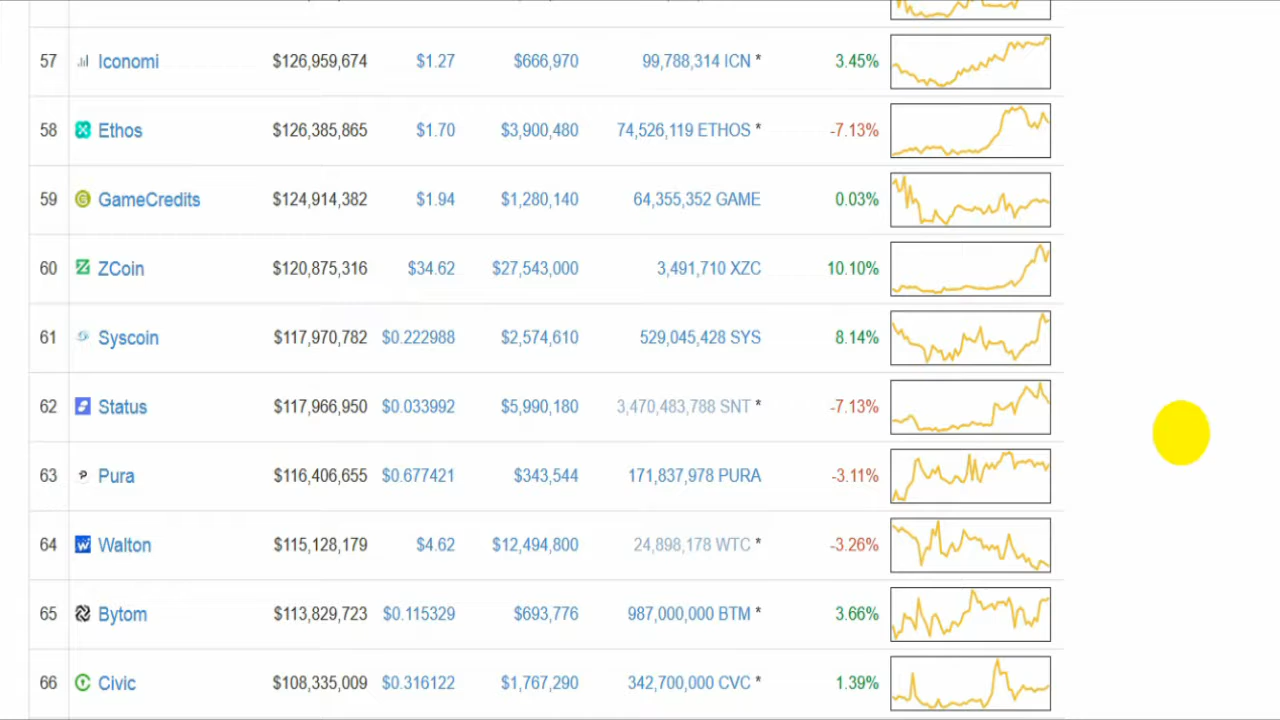 57 Iconomi $126,959,674 $1.27 $666,970 99,788,314 ICN * 3.45%
58 Ethos $126,385,865 $1.70 $3,900,480 74,526,119 ETHOS * -7.13%
59 GameCredits $124,914,382 $1.94 $1,280,140 64,355,352 GAME 0.03%
60 ZCoin $120,875,316 $34.62 $27,543,000 3,491,710 XZC 10.10%
61 Syscoin $117,970,782 $0.222988 $2,574,610 529,045,428 SYS 8.14%
62 Status $117,966,950 $0.033992 $5,990,180 3,470,483,788 SNT * -7.13%
63 Pura $116,406,655 $0.677421 $343,544 171,837,978 PURA -3.11%
64 Walton $115,128,179 $4.62 $12,494,800 24,898,178 WTC * -3.26%
65 Bytom $113,829,723 $0.115329 $693,776 987,000,000 BTM * 3.66%
66 Civic $108,335,009 $0.316122 $1,767,290 342,700,000 CVC * 1.39%